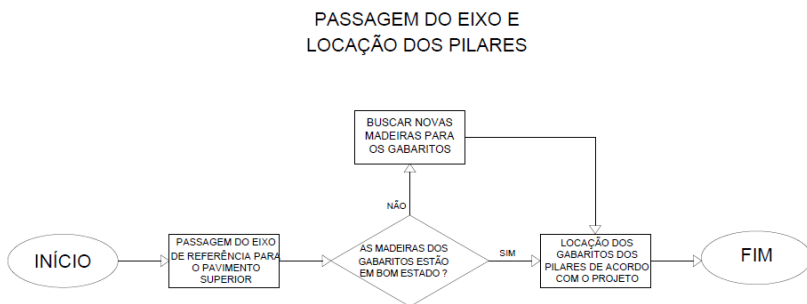 PASSAGEM DO EIXO E
LOCAÇÃO DOS PILARES
BUSCAR NOVAS
MADEIRAS PARA
OS GABARITOS
NÃO
INÍCIO
PASSAGEM DO EIXO
DE REFERÊNCIA PARA
O PAVIMENTO
SUPERIOR
AS MADEIRAS DOS
GABARITOS ESTÃO
EM BOM ESTADO ?
SIM
LOCAÇÃO DOS
GABARITOS DOS
PILARES DE ACORDO
COM O PROJETO
FIM